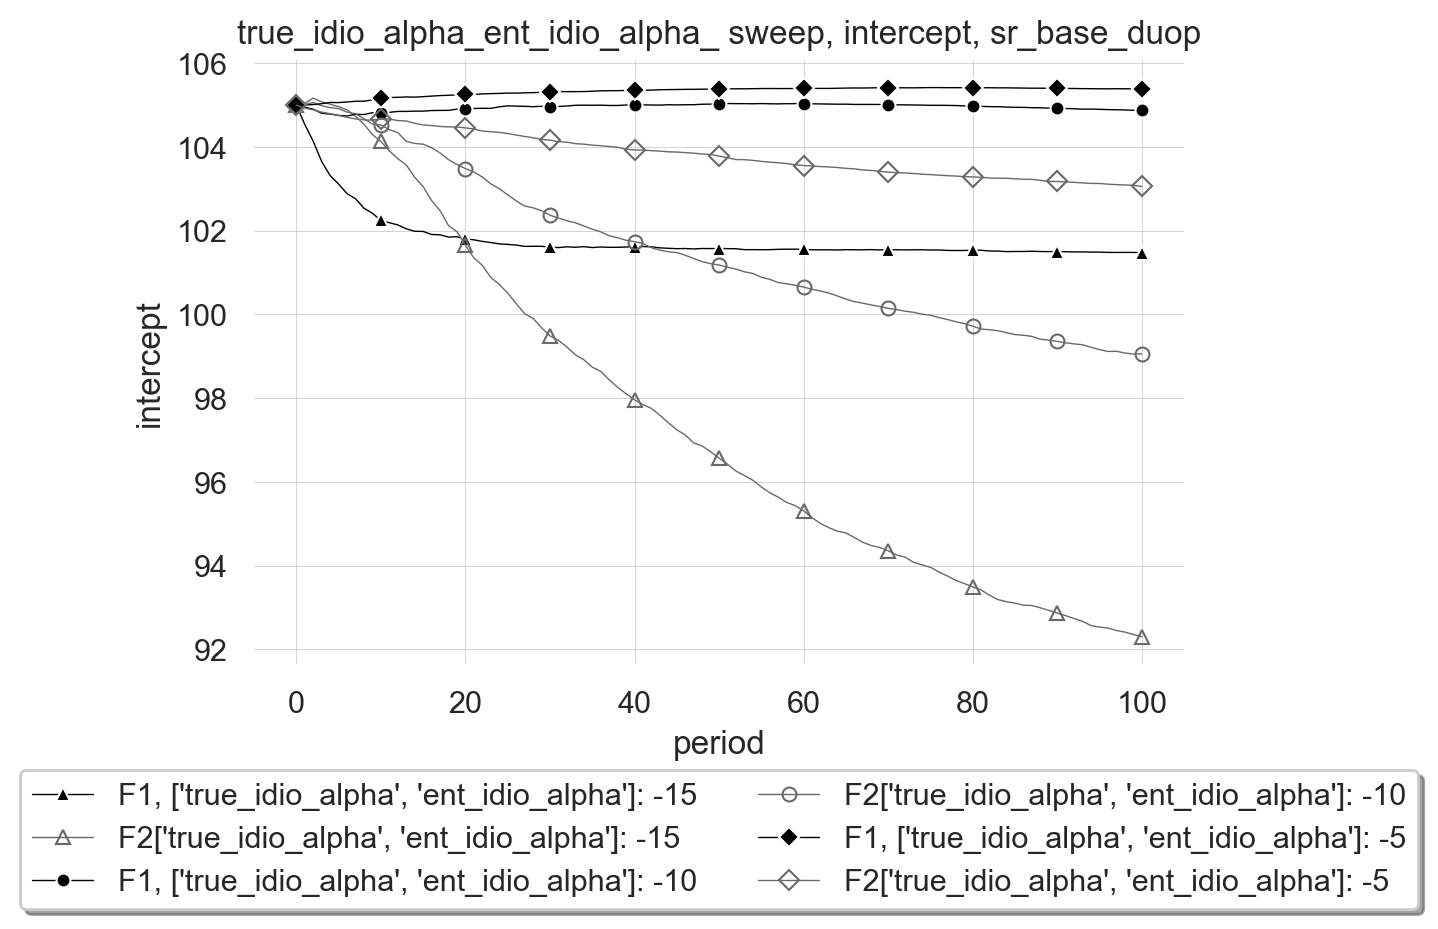 true_idio_alpha_ent_idio_alpha_ sweep, intercept, sr_base_duop
106
104
102
100
98
96
94
92
intercept
0 20 40 60 80 100
period
F1, ['true_idio_alpha', 'ent_idio_alpha']: -15
F2['true_idio_alpha', 'ent_idio_alpha']: -15
F1, ['true_idio_alpha', 'ent_idio_alpha']: -10
F2['true_idio_alpha', 'ent_idio_alpha']: -10
F1, ['true_idio_alpha', 'ent_idio_alpha']: -5
F2['true_idio_alpha', 'ent_idio_alpha']: -5